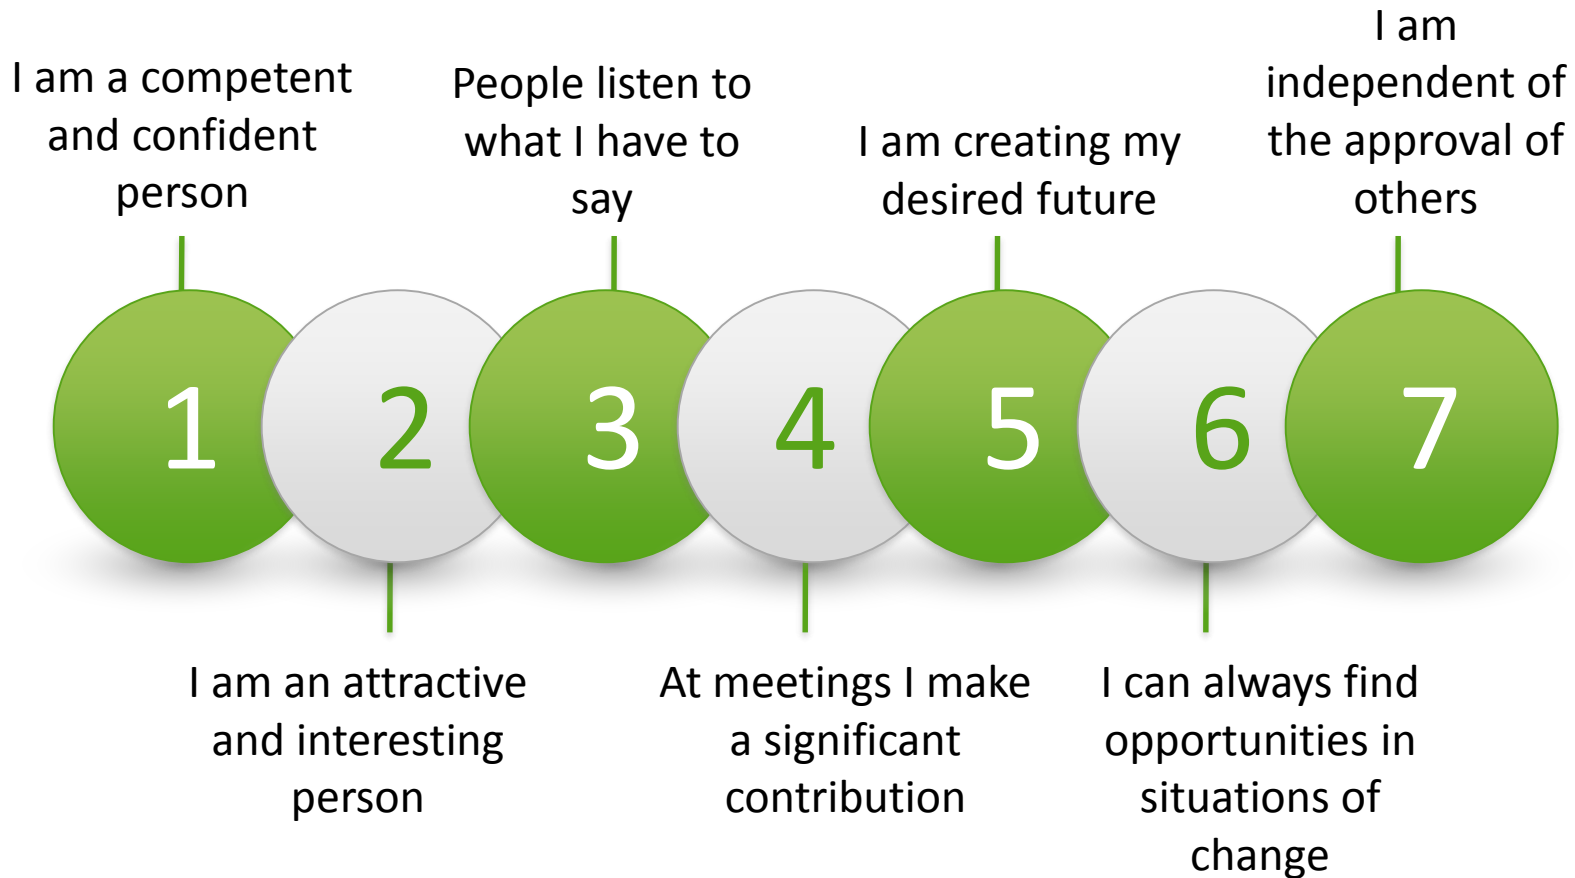 I am a competent
and confident
person
People listen to
what I have to
say
I am creating my
desired future
I am
independent of
the approval of
others
1
2
3
4
5
6
7
I am an attractive
and interesting
person
At meetings I make
a significant
contribution
I can always find
opportunities in
situations of
change